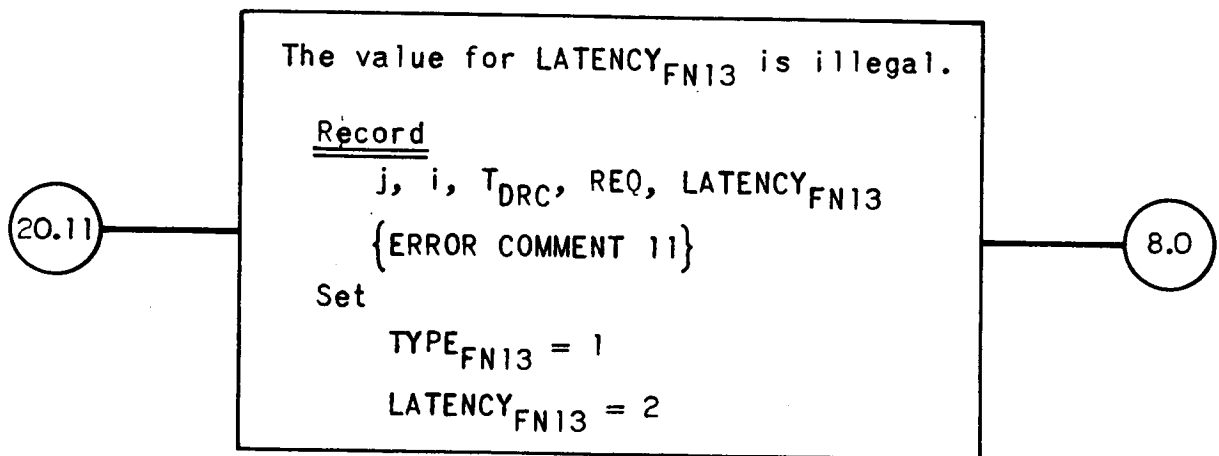 The value for LATENCY_FN13 is illegal.
Record
j, i, T_DRC, REQ, LATENCY_FN13
20.11
{ERROR COMMENT 11}
8.0
Set
TYPE_FN13 = 1
LATENCY_FN13 = 2